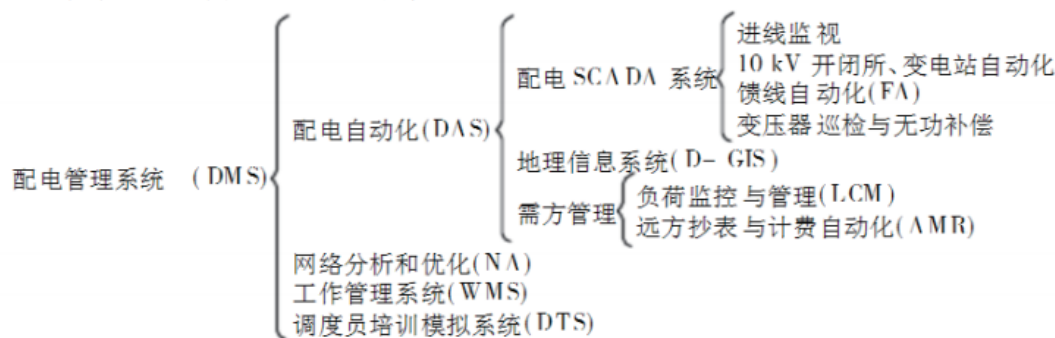 进线监视
10 kV 开闭所、变电站自动化
配电 SCADA 系统
馈线自动化(FA)
变压器巡检与无功补偿
配电自动化(DAS)
地理信息系统(D- GIS)
配电管理系统 (DMS)
负荷监控与管理(LCM)
需方管理
远方抄表与计费自动化(AMR)
网络分析和优化(NA)
工作管理系统(WMS)
调度员培训模拟系统(DTS)